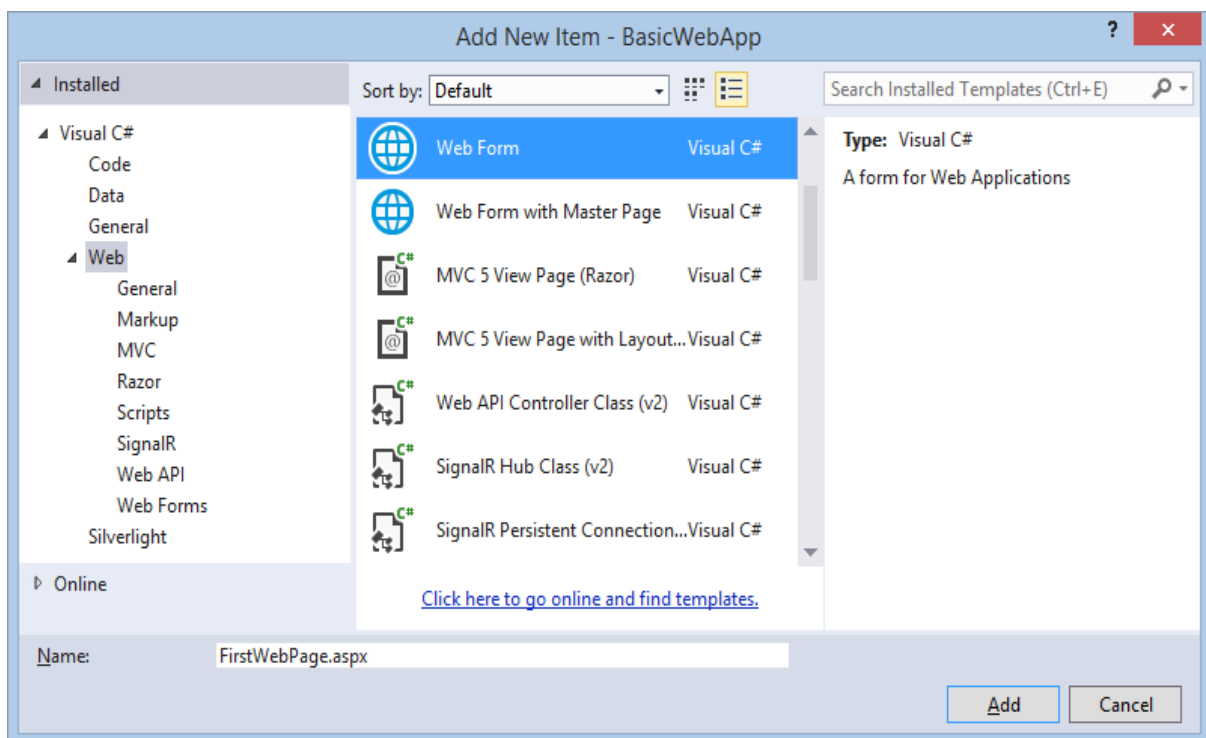 Add New Item - BasicWebApp
?
Installed
Visual C#
Code
Data
General
Web
General
Markup
MVC
Razor
Scripts
SignalR
Web API
Web Forms
Silverlight
Online
Sort by: Default
Web Form Visual C#
Web Form with Master Page Visual C#
C# @ MVC 5 View Page (Razor) Visual C#
C# @ MVC 5 View Page with Layout... Visual C#
C# Web API Controller Class (v2) Visual C#
C# SignalR Hub Class (v2) Visual C#
C# SignalR Persistent Connection... Visual C#
Click here to go online and find templates.
Search Installed Templates (Ctrl+E)
Type: Visual C#
A form for Web Applications
Name: FirstWebPage.aspx
Add Cancel